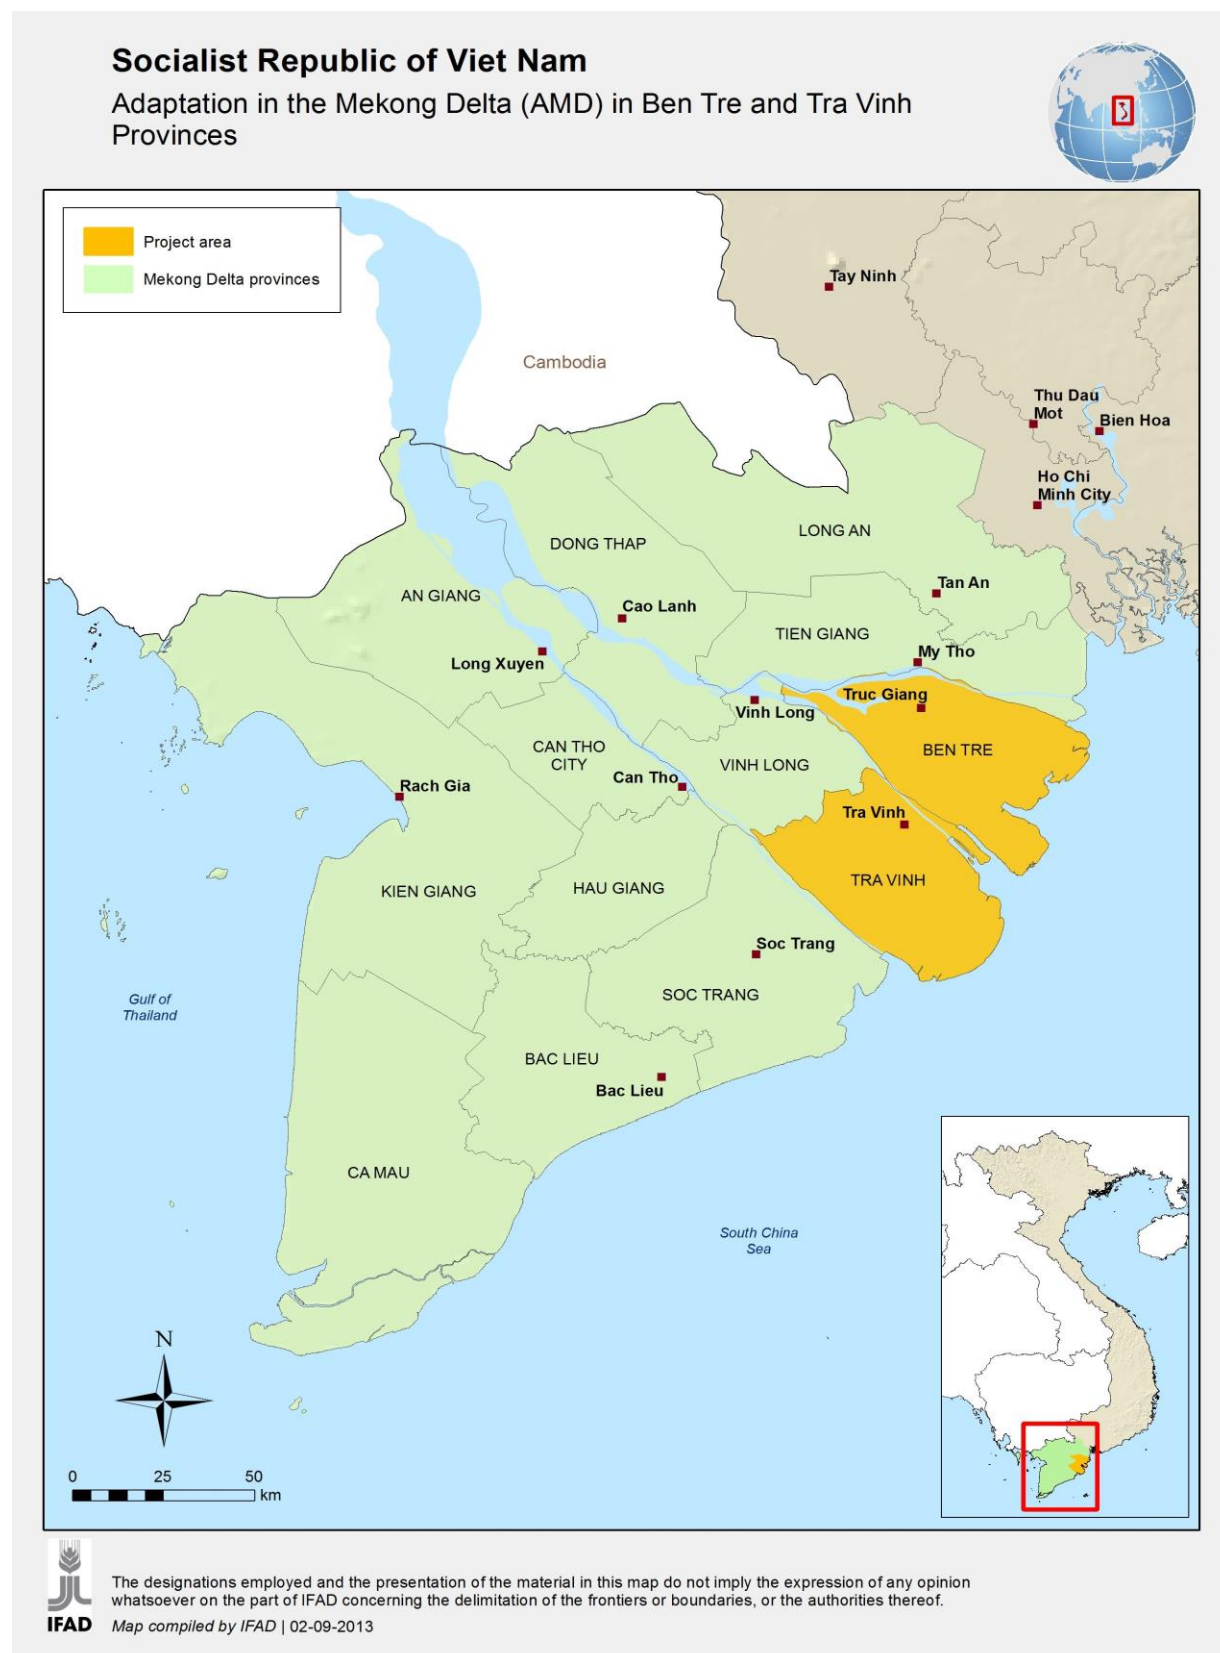 Socialist Republic of Viet Nam
Adaptation in the Mekong Delta (AMD) in Ben Tre and Tra Vinh
Provinces
Project area
Mekong Delta provinces
Tay Ninh
Cambodia
Thu Dau
Mot
Bien Hoa
Ho Chi
Minh City
LONG AN
DONG THAP
Tan An
AN GIANG
Cao Lanh
TIEN GIANG
My Tho
Long Xuyen
Truc Giang
Vinh Long
CAN THO
CITY
BEN TRE
VINH LONG
Can Tho
Rach Gia
Tra Vinh
TRA VINH
HAU GIANG
KIEN GIANG
Soc Trang
SOC TRANG
Gulf of
Thailand
BAC LIEU
Bac Lieu
CA MAU
South China
Sea
N
0 25 50
km
The designations employed and the presentation of the material in this map do not imply the expression of any opinion
whatsoever on the part of IFAD concerning the delimitation of the frontiers or boundaries, or the authorities thereof.
IFAD
Map compiled by IFAD | 02-09-2013